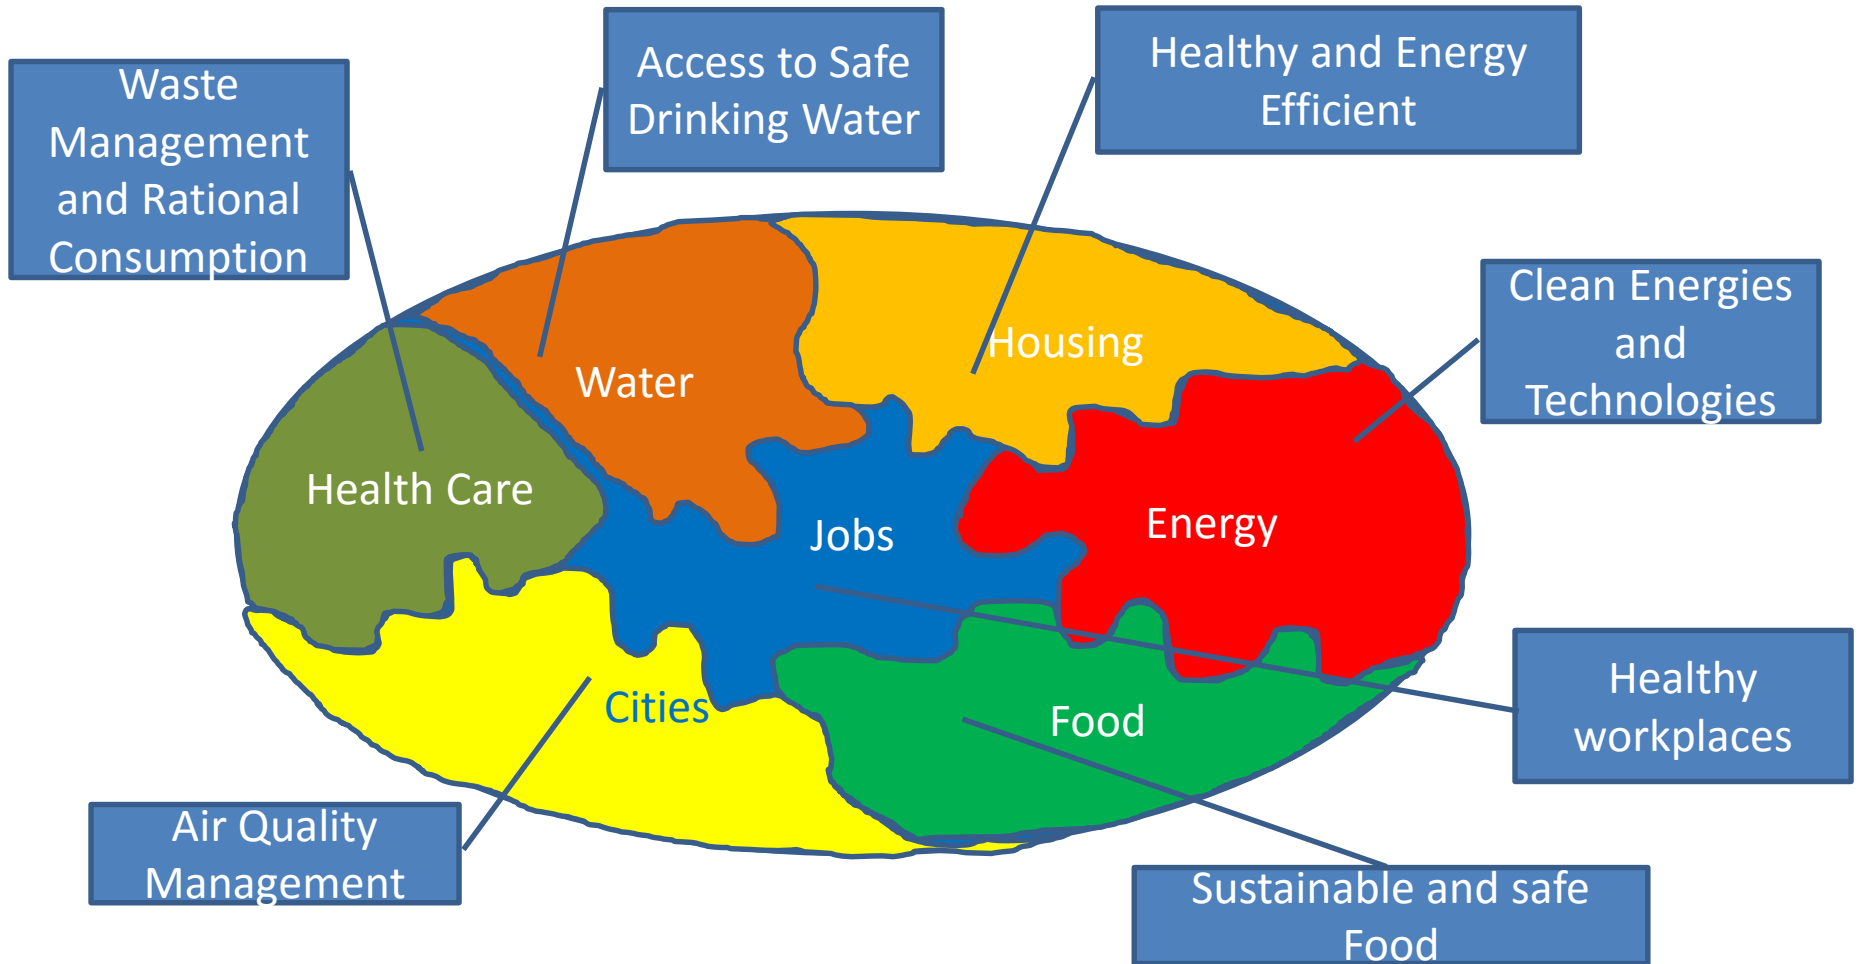 Waste
Management
and Rational
Consumption
Access to Safe
Drinking Water
Healthy and Energy
Efficient
Clean Energies
and
Technologies
Water
Housing
Health Care
Jobs
Energy
Cities
Food
Healthy
workplaces
Air Quality
Management
Sustainable and safe
Food